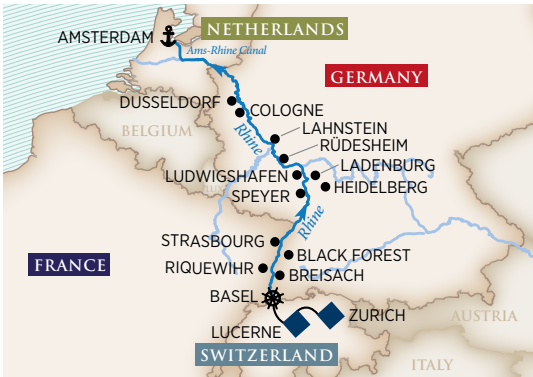 NETHERLANDS
AMSTERDAM
Ams-Rhine Canal
GERMANY
DUSSELDORF
COLOGNE
BELGIUM
Rhine
LAHNSTEIN
RÜDESHEIM
LADENBURG
LUDWIGSHAFEN
HEIDELBERG
LUX
SPEYER
Rhine
STRASBOURG
BLACK FOREST
FRANCE
RIQUEWIHR
BREISACH
BASEL
ZURICH
AUSTRIA
LUCERNE
SWITZERLAND
ITALY